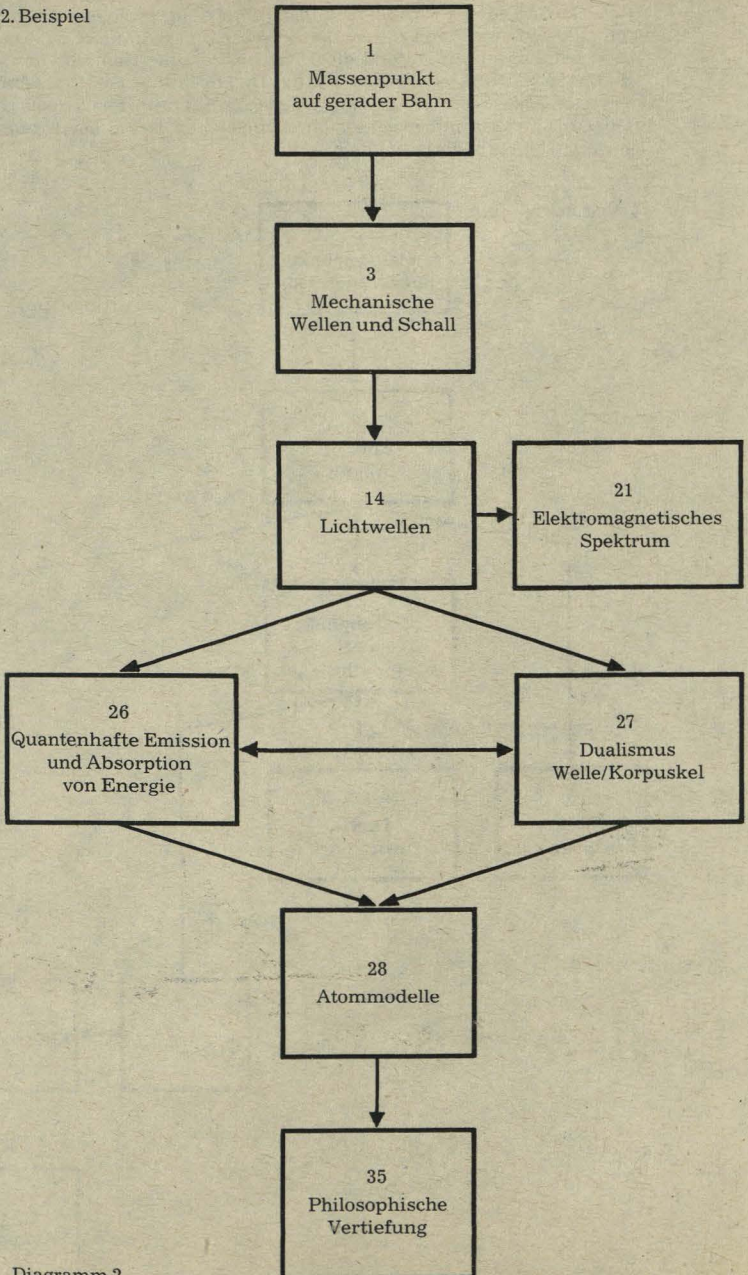 2. Beispiel
1
Massenpunkt
auf gerader Bahn
3
Mechanische
Wellen und Schall
14
Lichtwellen
21
Elektromagnetisches
Spektrum
26
Quantenhafte Emission
und Absorption
von Energie
27
Dualismus
Welle/Korpuskel
28
Atommodelle
35
Philosophische
Vertiefung
Diagramm 2